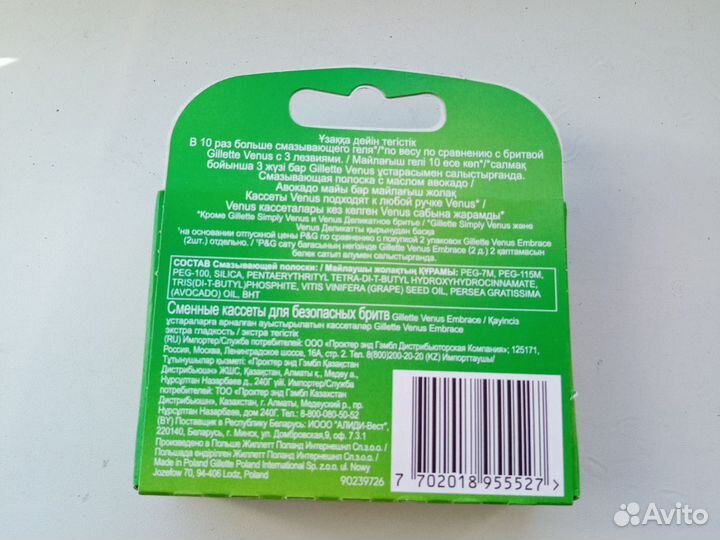 Ұзаққа дейін тегістік
В 10 раз больше смазывающего геля*/*по весу по сравнению с бритвой
Gillette Venus с 3 лезвиями. / Майлағыш гелі 10 есе көп*/*салмақ
бойынша 3 жүзі бар Gillette Venus ұстарасымен салыстырғанда.
Смазывающая полоска с маслом авокадо /
Авокадо майы бар майлағыш жолақ
Кассеты Venus подходят к любой ручке Venus* /
Venus кассеталары кез келген Venus сабына жарамды*
*Кроме Gillette Simply Venus и Venus Деликатное бритье / *Gillette Simply Venus және
Venus Деликатты қырынудан басқа
¹на основании отпускной цены P&G по сравнению с покупкой 2 упаковок Gillette Venus Embrace
(2шт.) отдельно. / ¹P&G сату бағасының негізінде Gillette Venus Embrace (2 д.) 2 қаптамасын
бөлек сатып алумен салыстырғанда.
СОСТАВ Смазывающей полоски: / Майлаушы жолақтың ҚҰРАМЫ: PEG-7M, PEG-115M,
PEG-100, SILICA, PENTAERYTHRITYL TETRA-DI-T-BUTYL HYDROXYHYDROCINNAMATE,
TRIS(DI-T-BUTYL)PHOSPHITE, VITIS VINIFERA (GRAPE) SEED OIL, PERSEA GRATISSIMA
(AVOCADO) OIL, BHT
Сменные кассеты для безопасных бритв Gillette Venus Embrace / Қауіпсіз
ұстараларға арналған ауыстырылатын кассеталар Gillette Venus Embrace
экстра гладкость / экстра тегістік
(RU) Импортер/Служба потребителей: ООО «Проктер энд Гэмбл Дистрибьюторская Компания»; 125171,
Россия, Москва, Ленинградское шоссе, 16А, стр. 2. Тел. 8(800)200-20-20 (KZ) Импорттаушы/
Тұтынушылар қызметі: «Проктер энд Гэмбл Казахстан
Дистрибьюшн» ЖШС, Қазақстан, Алматы қ., Медеу а.,
Нұрсұлтан Назарбаев д., 240Г үйі. Импортер/Служба
потребителей: ТОО «Проктер энд Гэмбл Казахстан
Дистрибьюшн», Казахстан, г. Алматы, Медеуский р., пр.
Нұрсұлтан Назарбаев, дом 240Г. Тел.: 8-800-080-50-52
(BY) Поставщик в Республику Беларусь: ИООО "АЛИДИ-Вест",
220140, Беларусь, г. Минск, ул. Домбровская,9, оф. 7.3.1
Произведено в Польше Жиллетт Поланд Интернешнл Сп.з.о.о. /
Польшада өндірген Жиллетт Поланд Интернешнл Сп.з.о.о. /
Made in Poland Gillette Poland International Sp. z.o.o. ul. Nowy
Jozefow 70, 94-406 Lodz, Poland
90239726
7 702018 955527 >
Avito